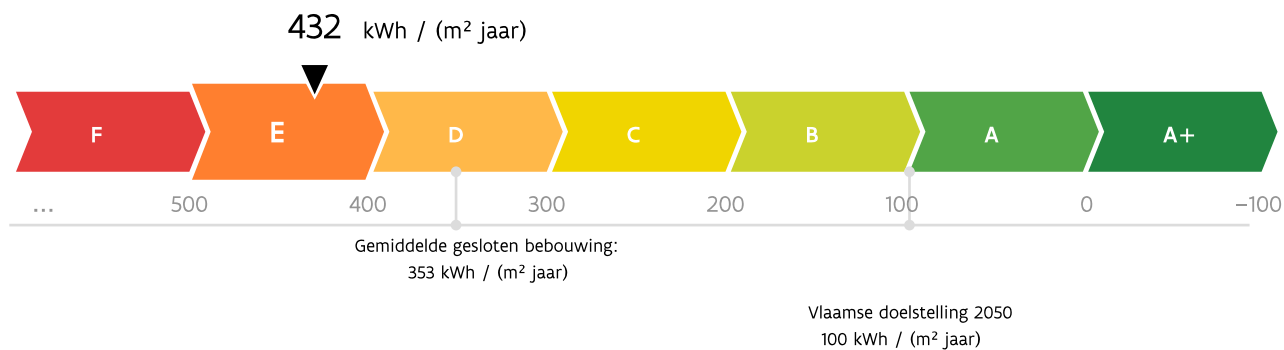 432 kWh / (m² jaar)
F E D C B A A+
... 500 400 300 200 100 0 −100
Gemiddelde gesloten bebouwing:
353 kWh / (m² jaar)
Vlaamse doelstelling 2050
100 kWh / (m² jaar)